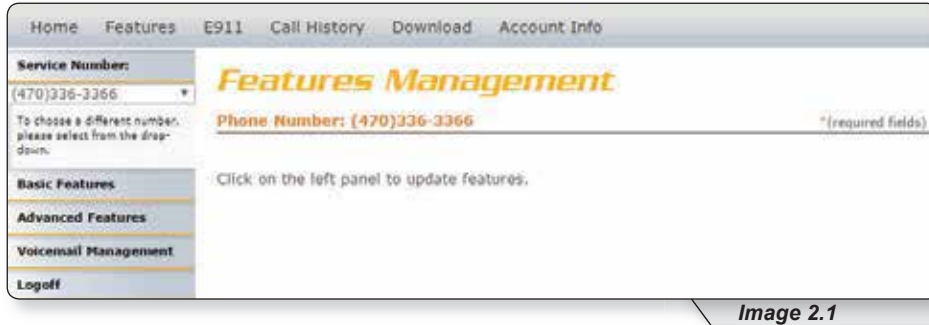 Home Features E911 Call History Download Account Info
Service Number:
(470)336-3366
To choose a different number,
please select from the drop-
down.
Basic Features
Advanced Features
Voicemail Management
Logoff
Features Management
Phone Number: (470)336-3366
*(required fields)
Click on the left panel to update features.
Image 2.1